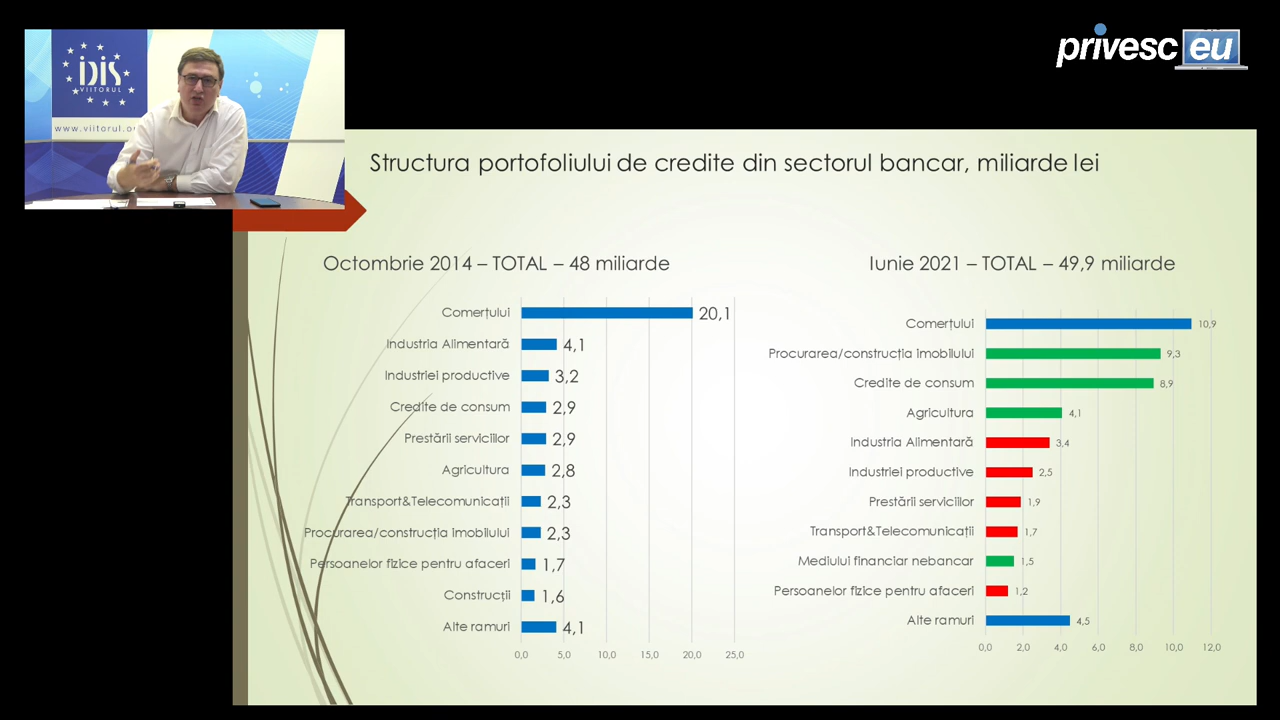 privesc eu
iDiS
VIITORUL
www.viitorul.o
Structura portofoliului de credite din sectorul bancar, miliarde lei
Octombrie 2014 – TOTAL – 48 miliarde
Comerțului 20,1
Industria Alimentară 4,1
Industriei productive 3,2
Credite de consum 2,9
Prestării serviciilor 2,9
Agricultura 2,8
Transport&Telecomunicații 2,3
Procurarea/construcția imobilului 2,3
Persoanelor fizice pentru afaceri 1,7
Construcții 1,6
Alte ramuri 4,1
0,0 5,0 10,0 15,0 20,0 25,0
Iunie 2021 – TOTAL – 49,9 miliarde
Comerțului 10,9
Procurarea/construcția imobilului 9,3
Credite de consum 8,9
Agricultura 4,1
Industria Alimentară 3,4
Industriei productive 2,5
Prestării serviciilor 1,9
Transport&Telecomunicații 1,7
Mediului financiar nebancar 1,5
Persoanelor fizice pentru afaceri 1,2
Alte ramuri 4,5
0,0 2,0 4,0 6,0 8,0 10,0 12,0